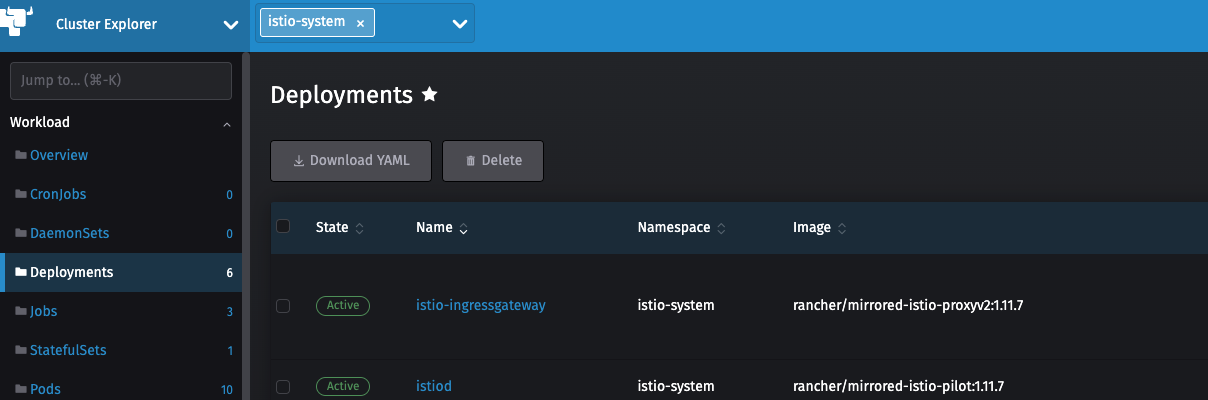 Cluster Explorer
istio-system ×
Jump to... (⌘-K)
Workload
Overview
CronJobs 0
DaemonSets 0
Deployments 6
Jobs 3
StatefulSets 1
Pods 10
Deployments ★
Download YAML Delete
State Name Namespace Image
Active istio-ingressgateway istio-system rancher/mirrored-istio-proxyv2:1.11.7
Active istiod istio-system rancher/mirrored-istio-pilot:1.11.7